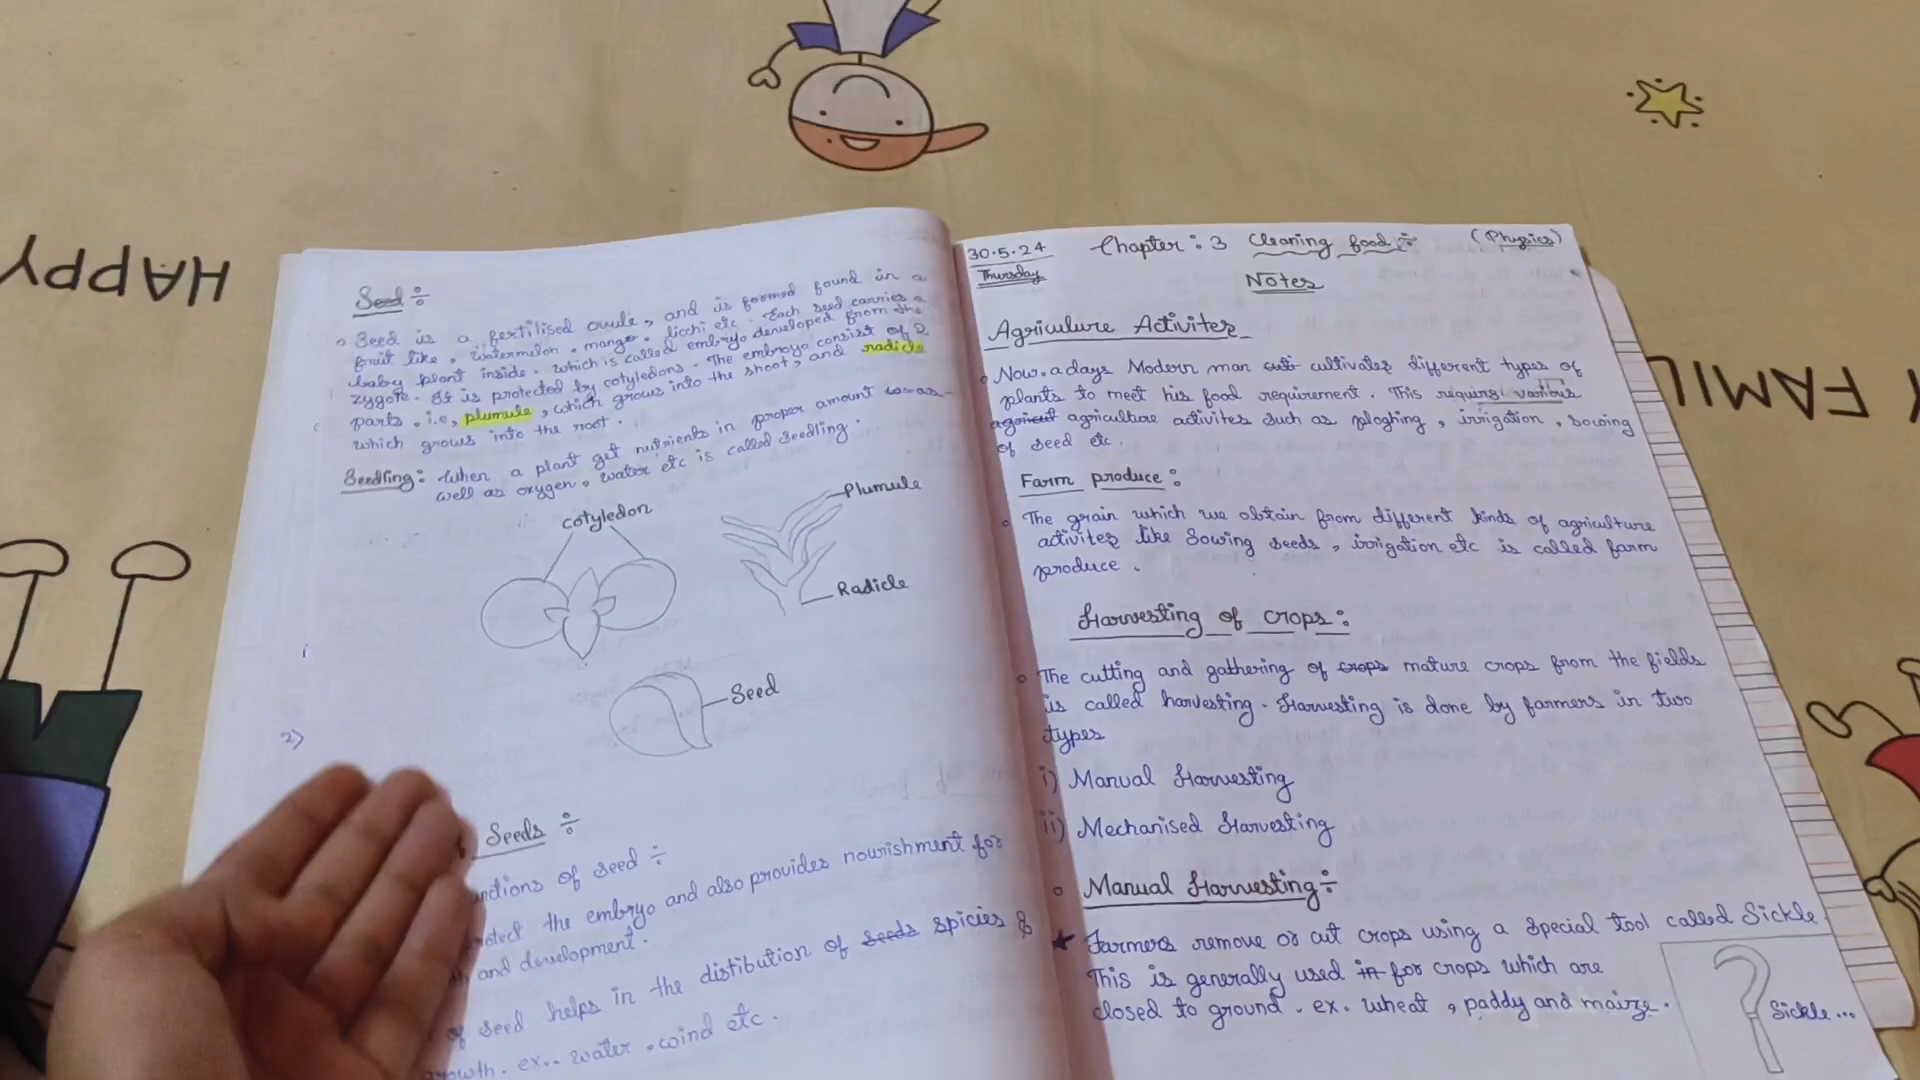 HAPPY
FAMIL
Seed ÷
Seed is a fertilised ovule, and is formed found in a
fruit like, watermilon, mango, licchi etc. Each seed carries a
baby plant inside. which is called embryo developed from the
zygote. It is protected by cotyledons. The embroyo consist of 2
parts, i.e, plumule, which grows into the shoot, and radicle
which grows into the root.
Seedling: When a plant get nutrients in proper amount as
well as oxygen, water etc is called seedling.
cotyledon
Plumule
Radicle
Seed
2)
Seeds ÷
of seed ÷
the embryo and also provides nourishment for
and development.
of seed helps in the distibution of seeds spicies &
ex.. water, wind etc.
30.5.24
Thursday
Chapter : 3 Cleaning food ÷ (Physics)
Notes
Agriculure Activites
Now.a days Modern man cultivates different types of
plants to meet his food requirement. This requirs various
agriculture activites such as ploghing, irrigation, sowing
of seed etc.
Farm produce :
The grain which we obtain from different kinds of agriculture
activites like Sowing seeds, irrigation etc is called farm
produce.
Harvesting of crops :
The cutting and gathering of crops mature crops from the fields
is called harvesting. Harvesting is done by farmers in two
types
i) Manual Harvesting
ii) Mechanised Harvesting
Manual Harvesting ÷
Farmers remove or cut crops using a special tool called Sickle.
This is generally used in for crops which are
closed to ground. ex. wheat, paddy and maize.
Sickle...